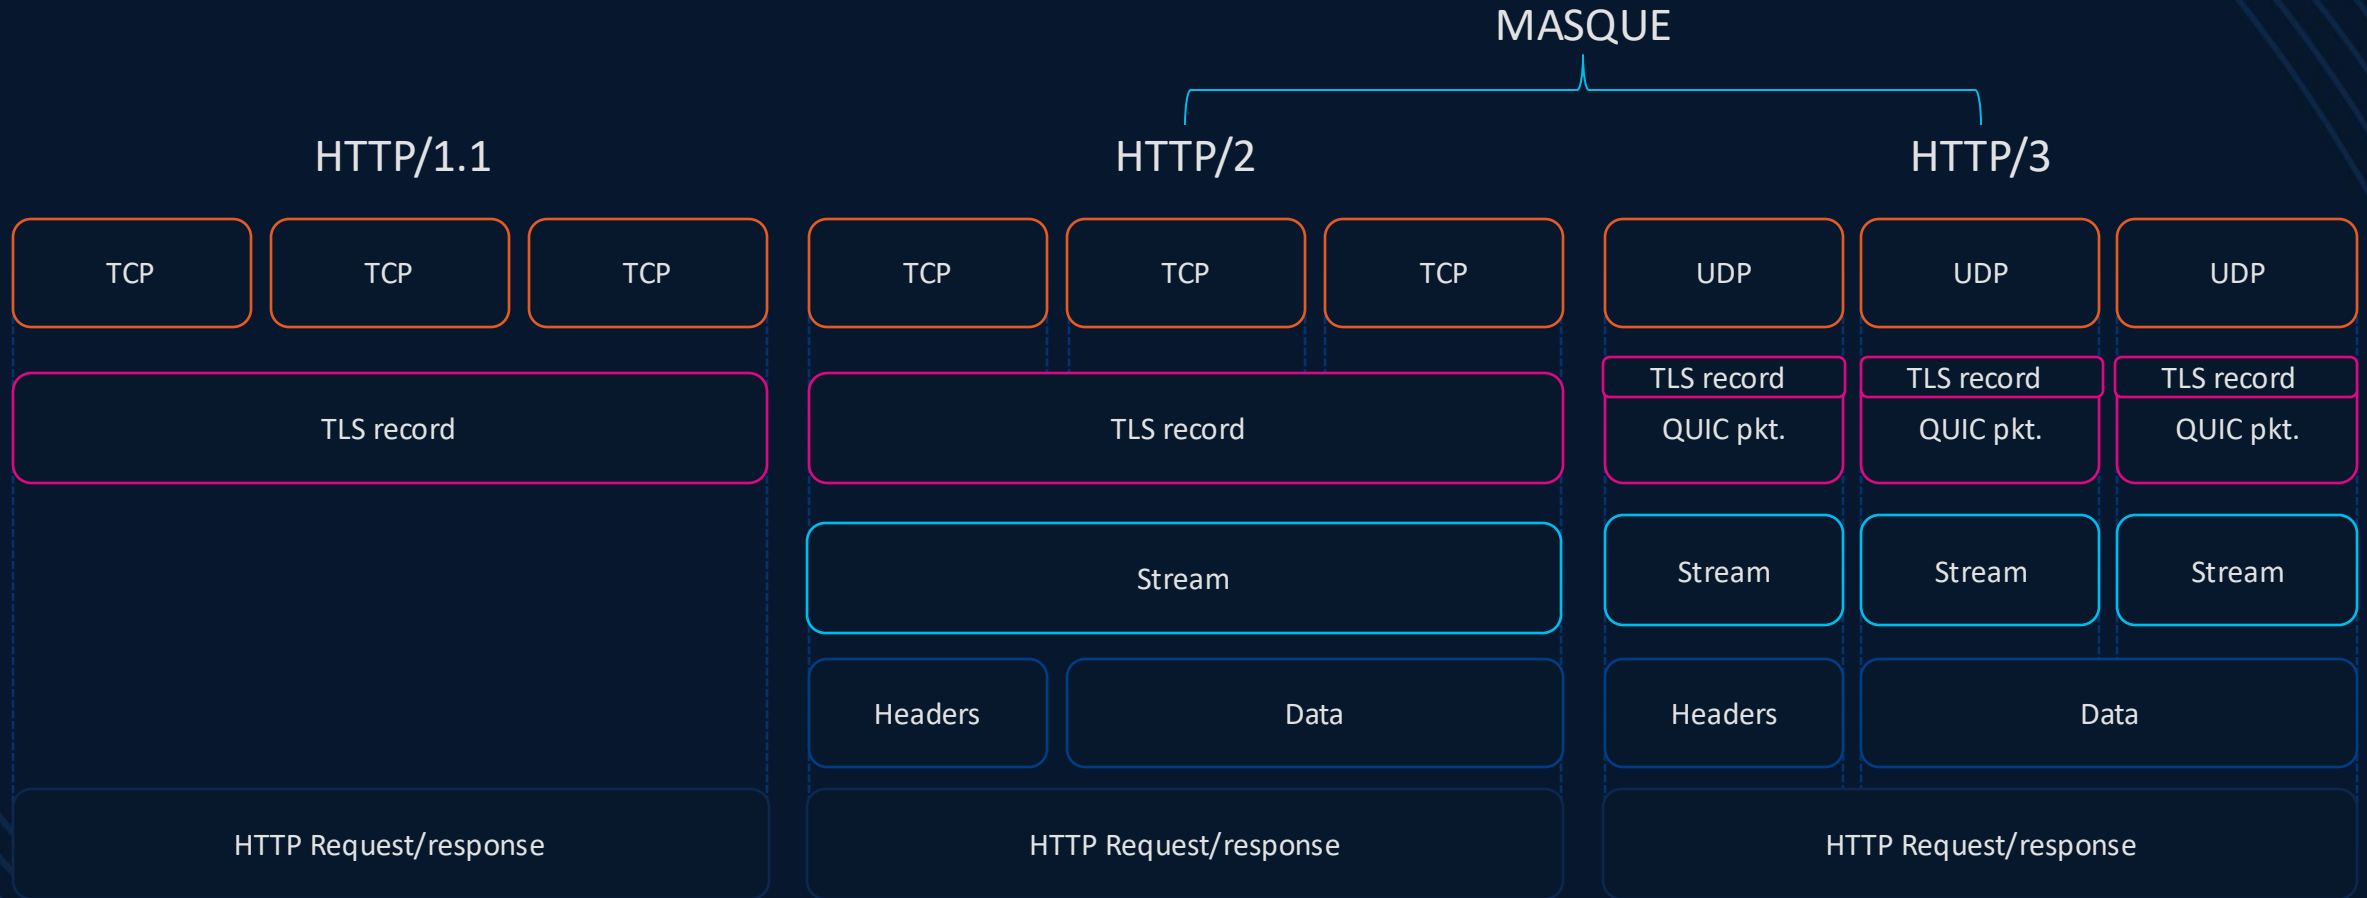 MASQUE
HTTP/1.1
HTTP/2
HTTP/3
TCP
TCP
TCP
TCP
TCP
TCP
UDP
UDP
UDP
TLS record
TLS record
TLS record
TLS record
TLS record
QUIC pkt.
QUIC pkt.
QUIC pkt.
Stream
Stream
Stream
Stream
Headers
Data
Headers
Data
HTTP Request/response
HTTP Request/response
HTTP Request/response